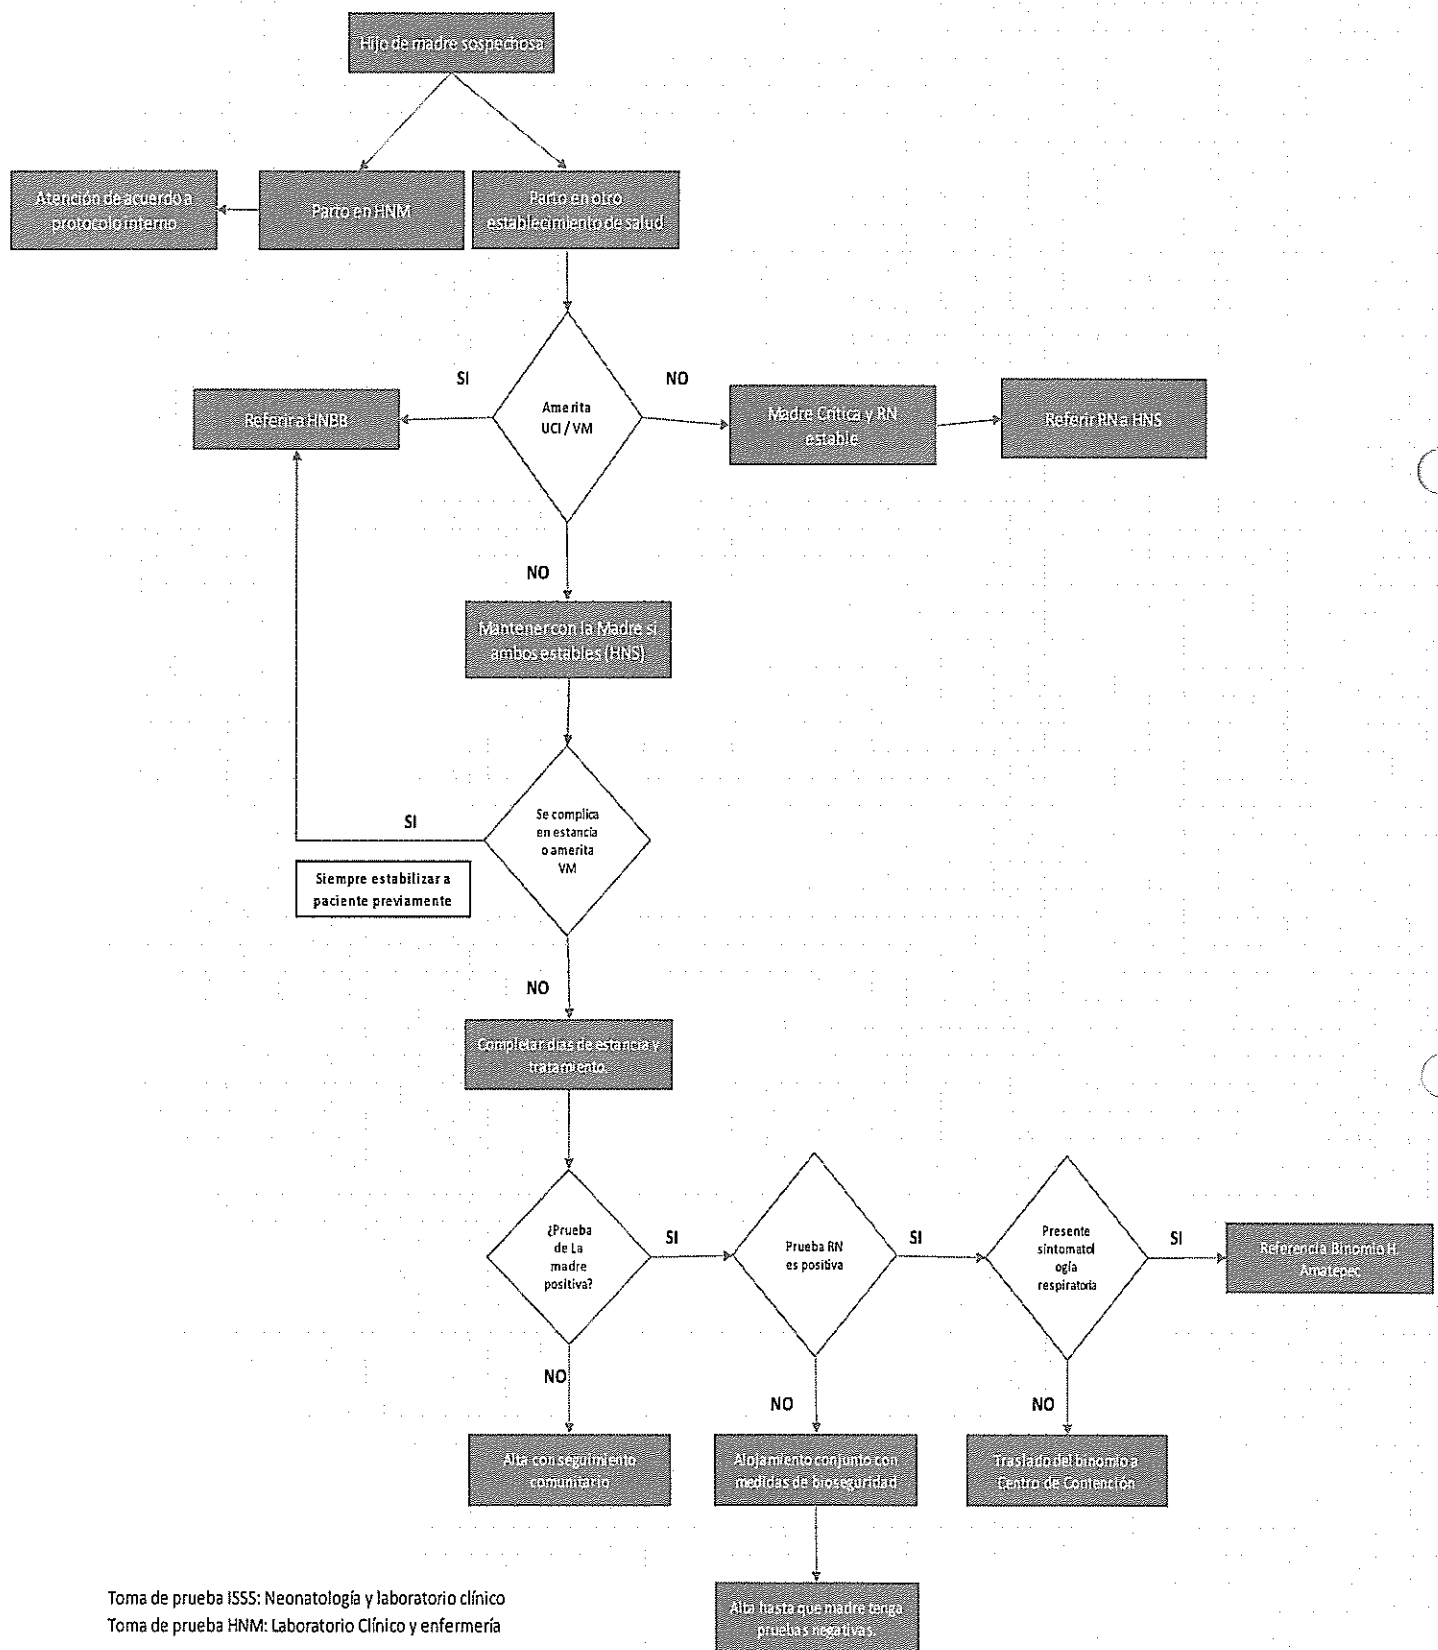 Hijo de madre sospechosa
Atención de acuerdo a
protocolo interno
Parto en HNM
Parto en otro
establecimiento de salud
SI
NO
Referir a HNBB
Amerita
UCI / VM
Madre Crítica y RN
estable
Referir RN a HNS
NO
Mantener con la Madre si
ambos estables (HNS)
SI
Se complica
en estancia
o amerita
VM
Siempre estabilizar a
paciente previamente
NO
Completar dias de estancia y
tratamiento.
¿Prueba
de La
madre
positiva?
SI
Prueba RN
es positiva
SI
Presente
sintomatol
ogía
respiratoria
SI
Referencia Binomio H.
Amatepec
NO
NO
NO
Alta con seguimiento
comunitario
Alojamiento conjunto con
medidas de bioseguridad
Traslado del binomio a
Centro de Contención
Alta hasta que madre tenga
pruebas negativas.
Toma de prueba ISSS: Neonatología y laboratorio clínico
Toma de prueba HNM: Laboratorio Clínico y enfermería